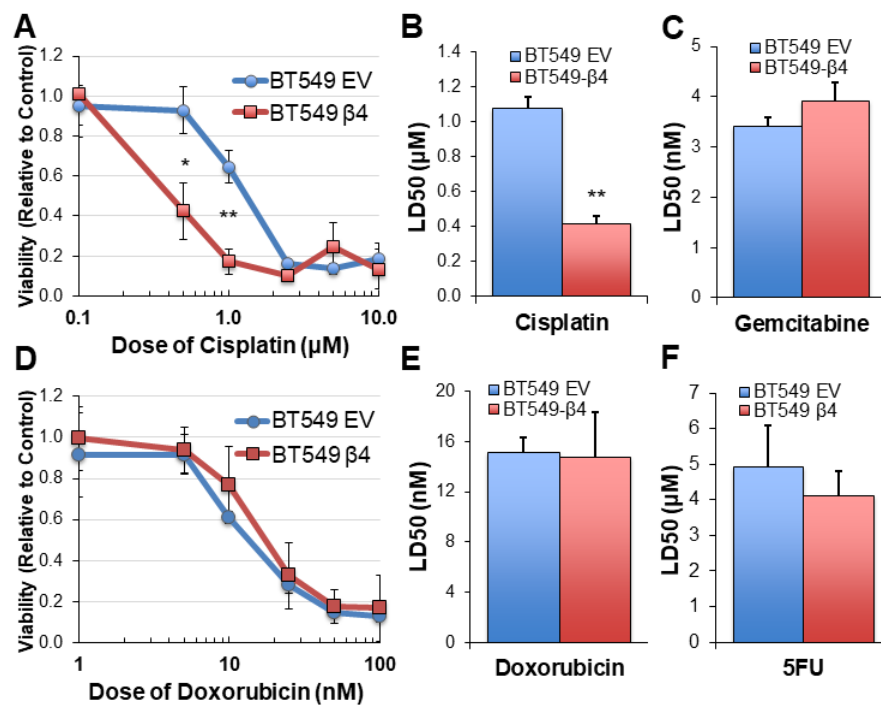 A
Viability (Relative to Control)
1.2
1.0
0.8
0.6
0.4
0.2
0.0
BT549 EV
BT549 β4
*
**
0.1
1.0
10.0
Dose of Cisplatin (µM)
B
LD50 (µM)
1.4
1.2
1.0
0.8
0.6
0.4
0.2
0.0
BT549 EV
BT549-β4
**
Cisplatin
C
LD50 (nM)
5
4
3
2
1
0
BT549 EV
BT549-β4
Gemcitabine
D
Viability (Relative to Control)
1.2
1.0
0.8
0.6
0.4
0.2
0.0
BT549 EV
BT549 β4
1
10
100
Dose of Doxorubicin (nM)
E
LD50 (nM)
20
16
12
8
4
0
BT549 EV
BT549-β4
Doxorubicin
F
LD50 (µM)
7
6
5
4
3
2
1
0
BT549 EV
BT549 β4
5FU